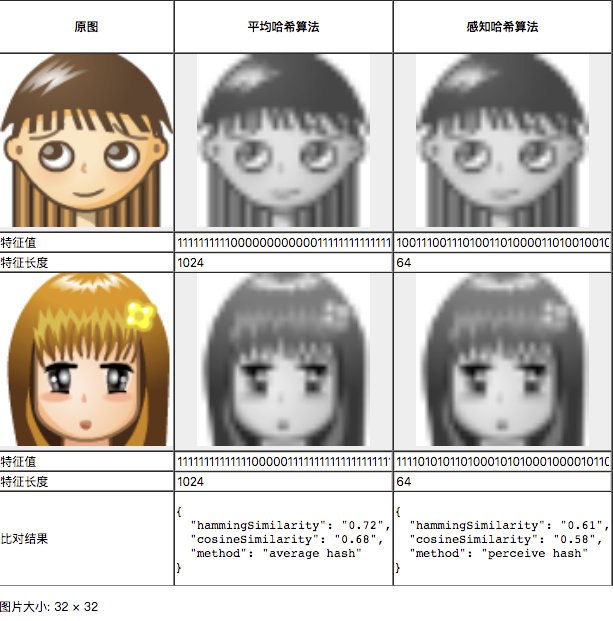 原图 平均哈希算法 感知哈希算法
特征值 1001110011101001101000011010010010
特征长度 1024 64
特征值 1111010101101000101010001000010110
特征长度 1024 64
比对结果
{
"hammingSimilarity": "0.72",
"cosineSimilarity": "0.68",
"method": "average hash"
}
{
"hammingSimilarity": "0.61",
"cosineSimilarity": "0.58",
"method": "perceive hash"
}
图片大小: 32 × 32